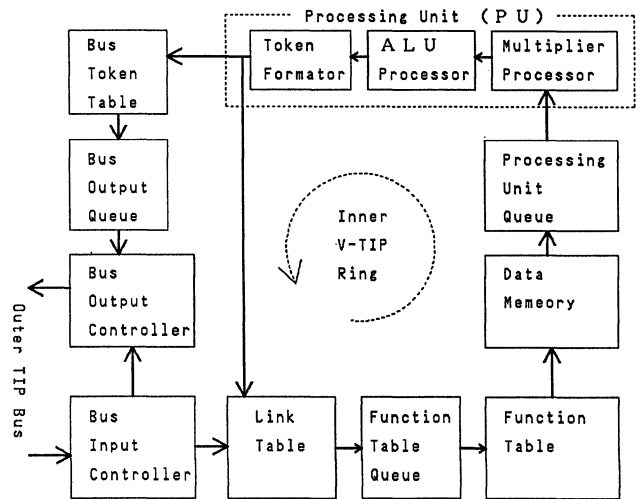 Processing Unit (PU)
Bus
Token
Table
Token
Formator
ALU
Processor
Multiplier
Processor
Bus
Output
Queue
Processing
Unit
Queue
Inner
V-TIP
Ring
Bus
Output
Controller
Data
Memeory
Outer TIP Bus
Bus
Input
Controller
Link
Table
Function
Table
Queue
Function
Table